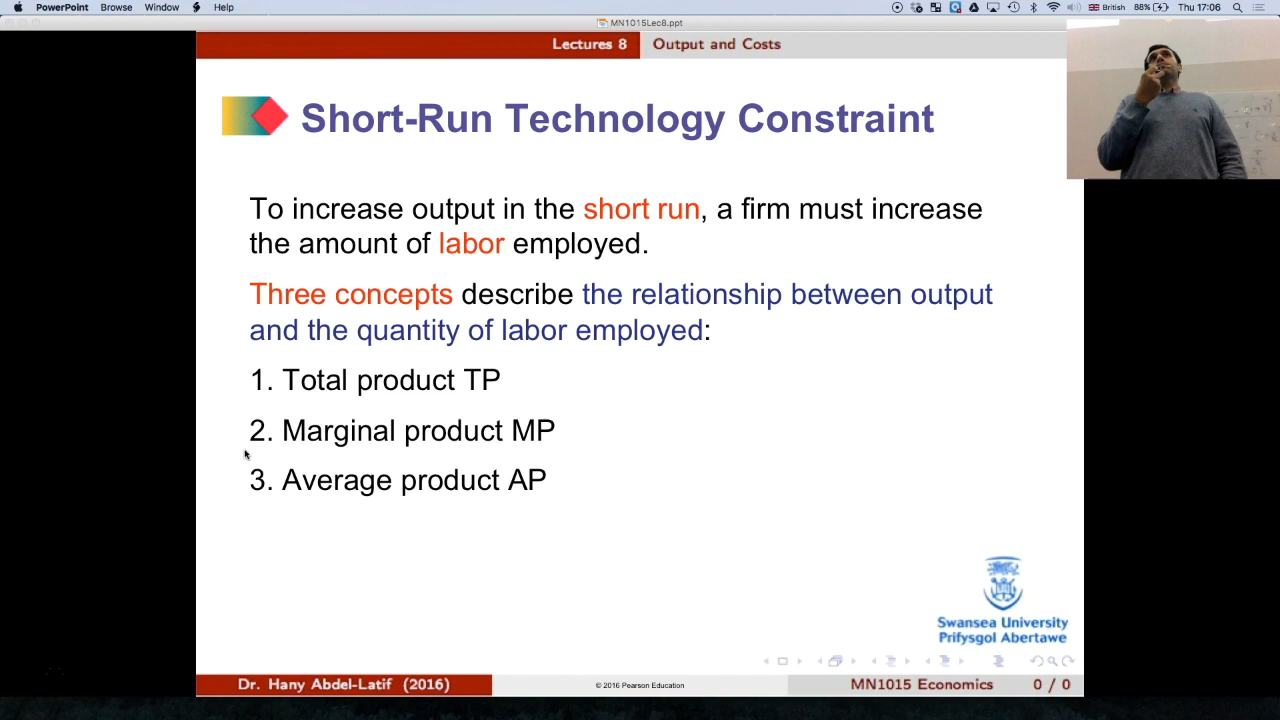 PowerPoint Browse Window Help
British 88% Thu 17:06
MN1015Lec8.ppt
Lectures 8 Output and Costs
Short-Run Technology Constraint
To increase output in the short run, a firm must increase
the amount of labor employed.
Three concepts describe the relationship between output
and the quantity of labor employed:
1. Total product TP
2. Marginal product MP
3. Average product AP
Swansea University
Prifysgol Abertawe
Dr. Hany Abdel-Latif (2016) © 2016 Pearson Education MN1015 Economics 0 / 0